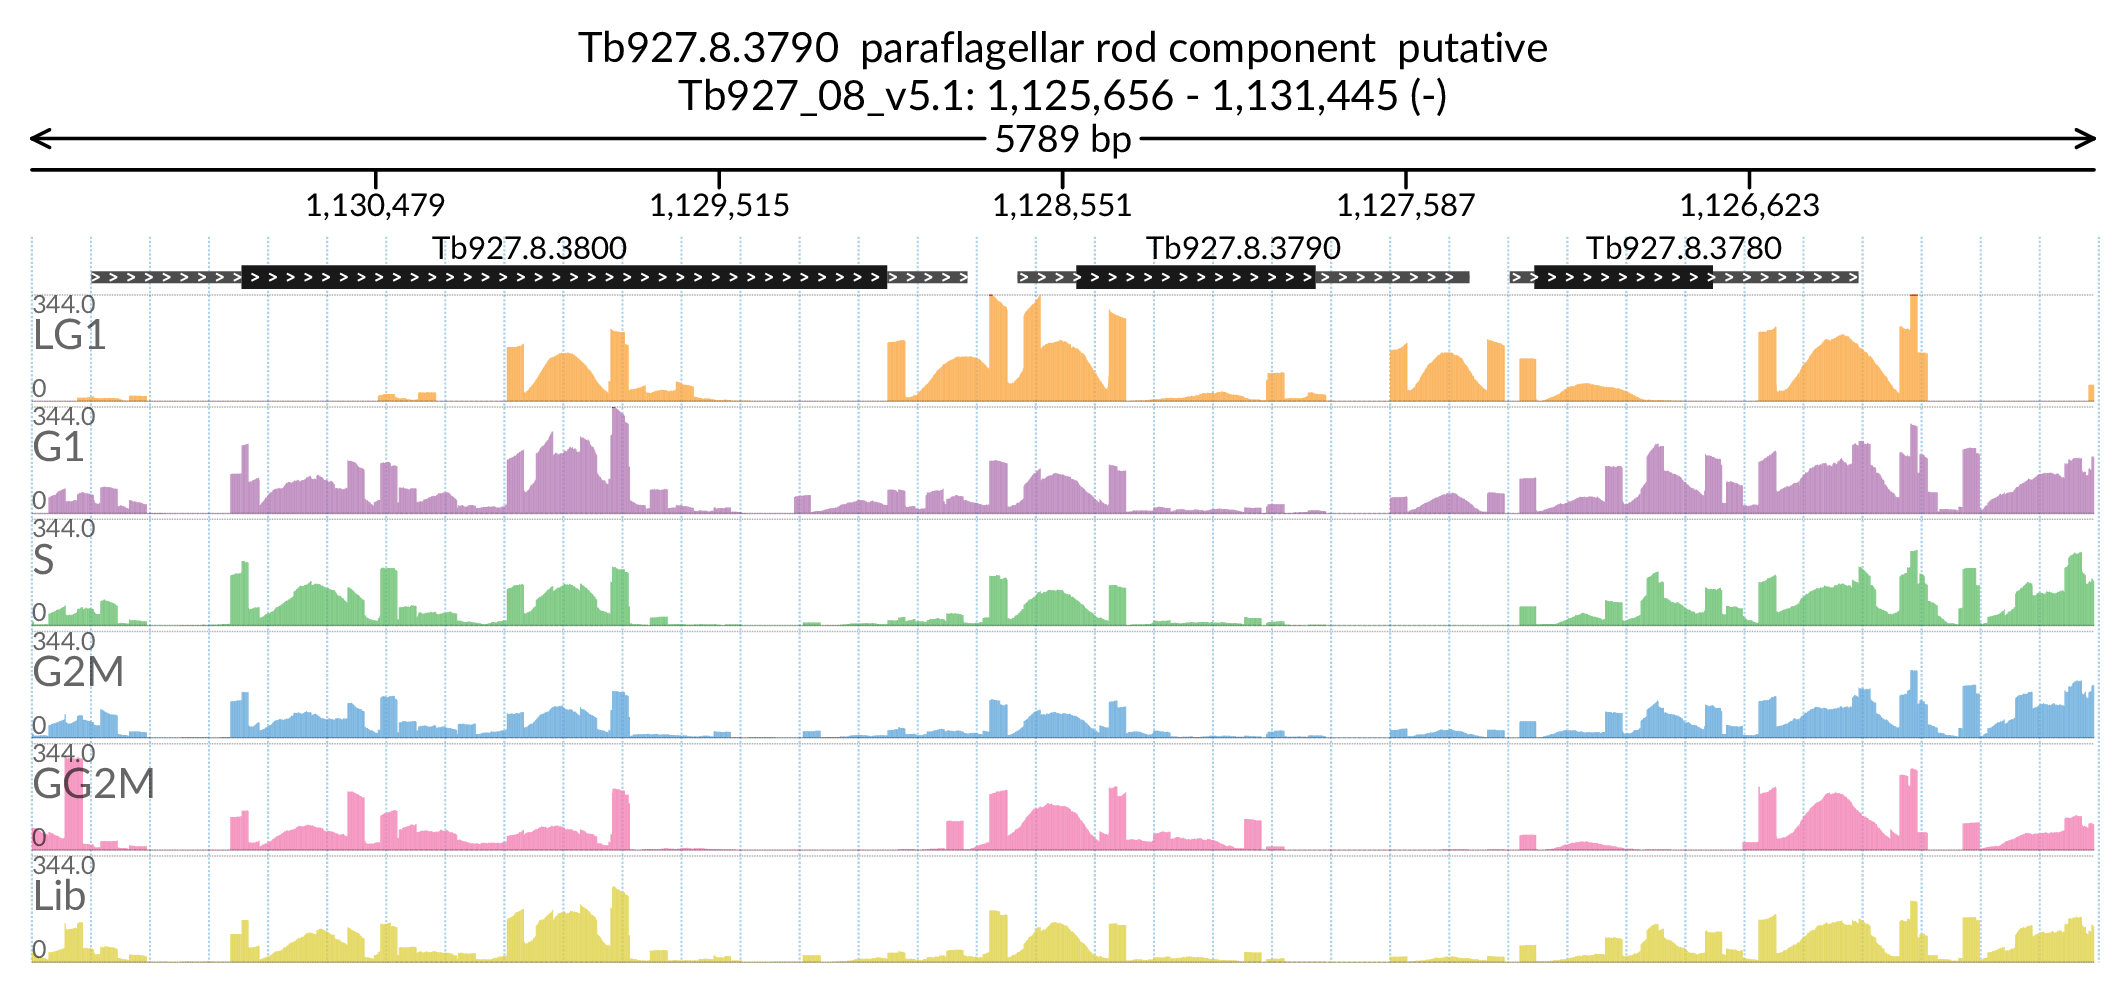 Tb927.8.3790  paraflagellar rod component  putative
Tb927_08_v5.1: 1,125,656 - 1,131,445 (-)
5789 bp
1,130,479 1,129,515 1,128,551 1,127,587 1,126,623
Tb927.8.3800 Tb927.8.3790 Tb927.8.3780
344.0
LG1
0
344.0
G1
0
344.0
S
0
344.0
G2M
0
344.0
GG2M
0
344.0
Lib
0